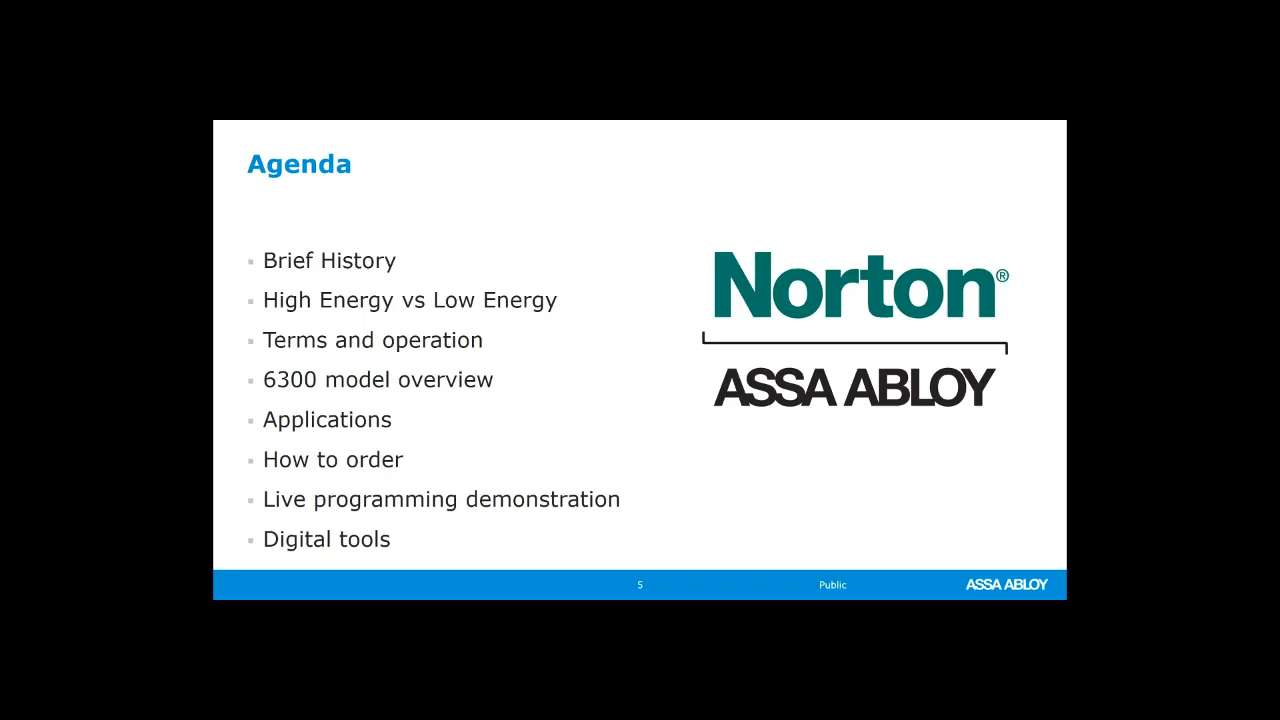 Agenda
Brief History
High Energy vs Low Energy
Terms and operation
6300 model overview
Applications
How to order
Live programming demonstration
Digital tools
Norton®
ASSA ABLOY
5 Public ASSA ABLOY